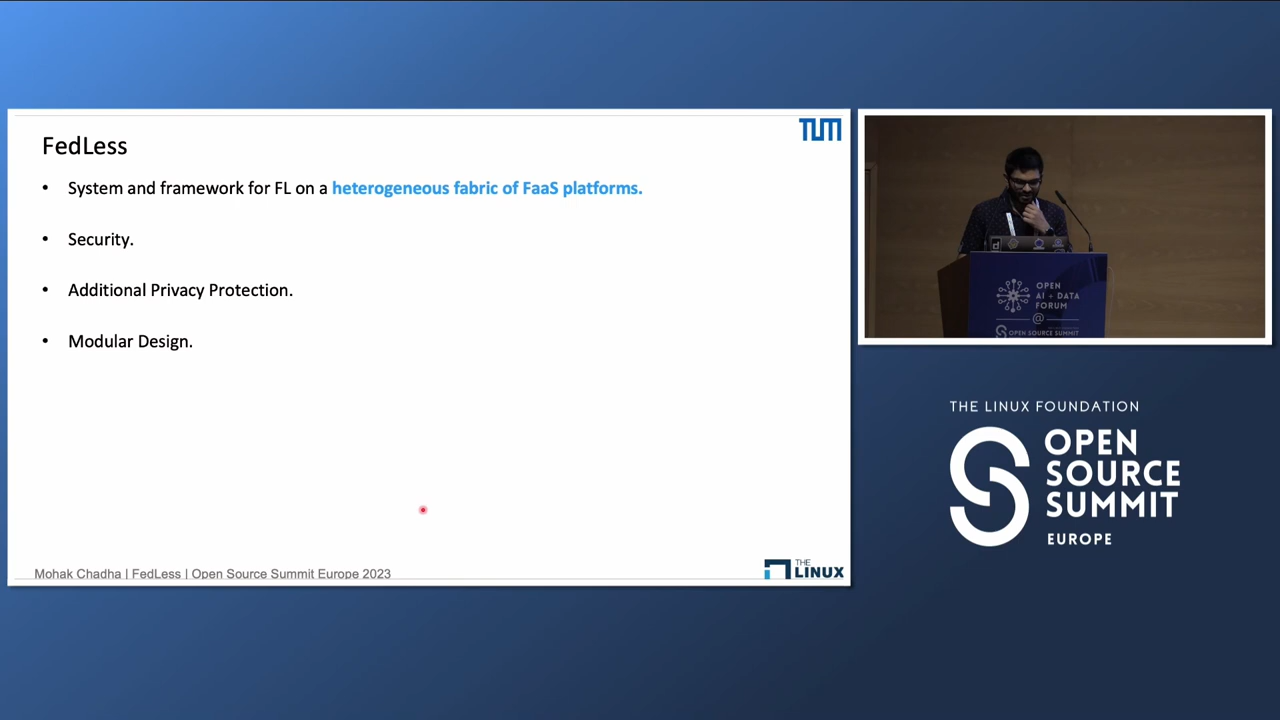 TUM
FedLess
• System and framework for FL on a heterogeneous fabric of FaaS platforms.
• Security.
• Additional Privacy Protection.
• Modular Design.
Mohak Chadha | FedLess | Open Source Summit Europe 2023
THE
LINUX
OPEN
AI + DATA
FORUM
@
OPEN SOURCE SUMMIT
THE LINUX FOUNDATION
OPEN
SOURCE
SUMMIT
EUROPE